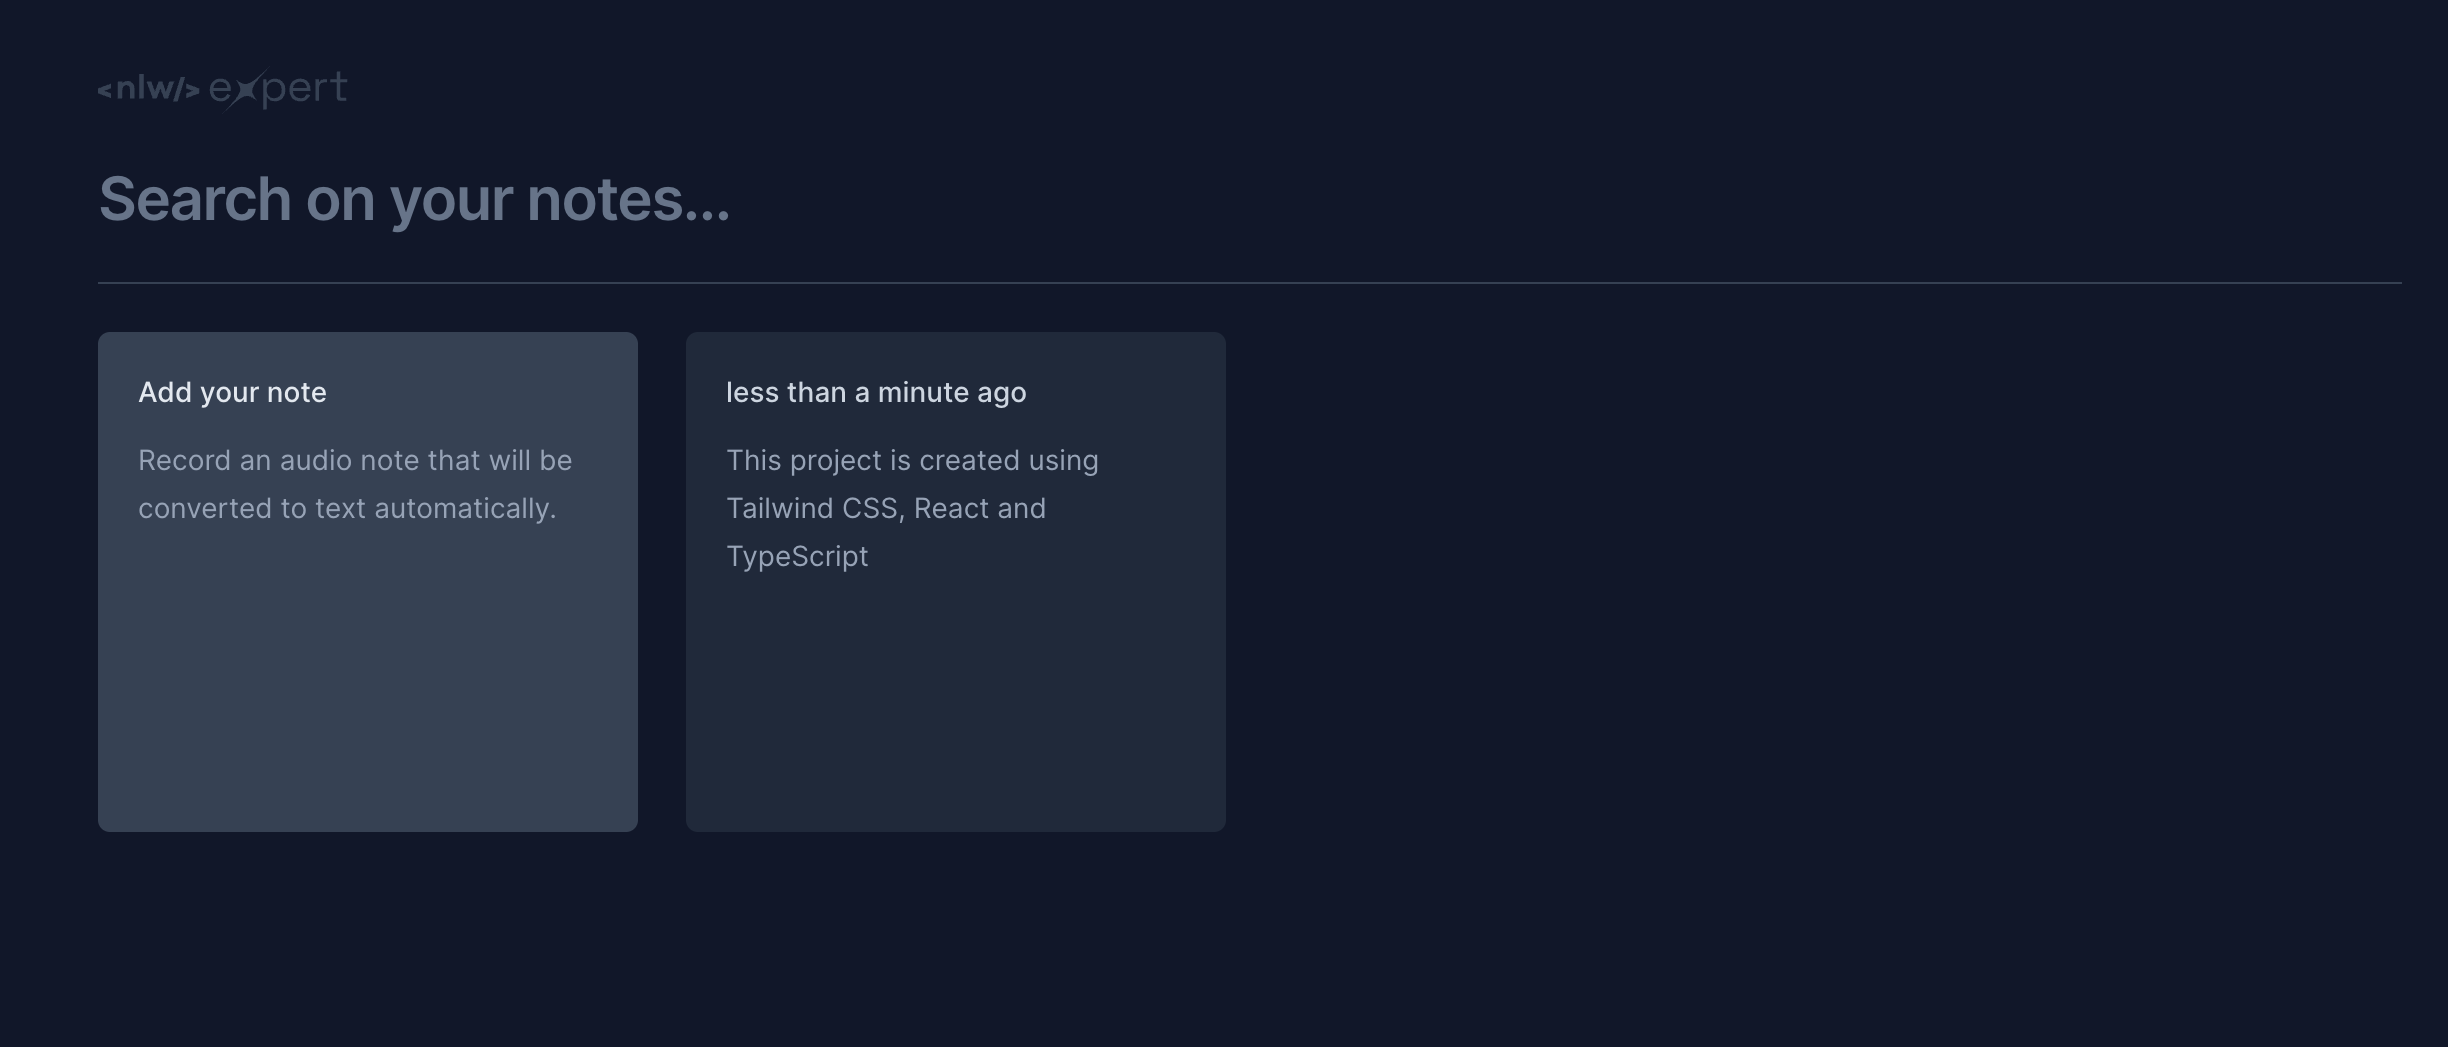 <nlw/> expert
Search on your notes...
Add your note
Record an audio note that will be
converted to text automatically.
less than a minute ago
This project is created using
Tailwind CSS, React and
TypeScript